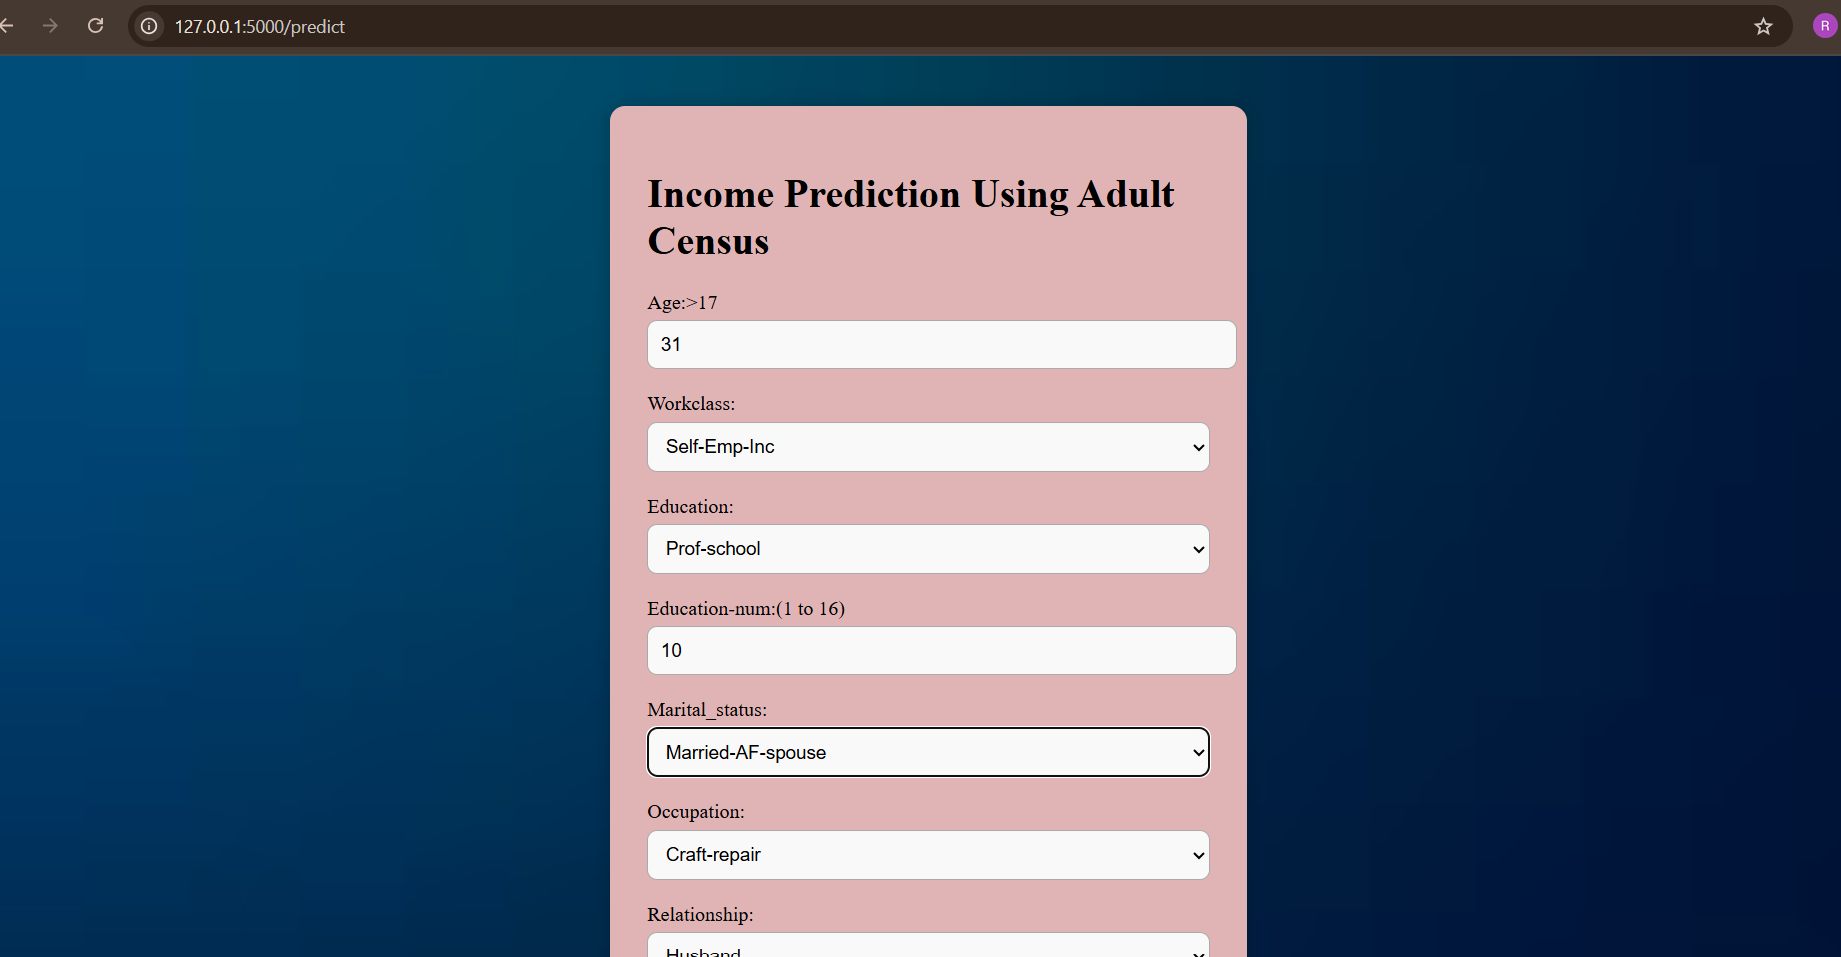 127.0.0.1:5000/predict
R
Income Prediction Using Adult
Census
Age:>17
31
Workclass:
Self-Emp-Inc
Education:
Prof-school
Education-num:(1 to 16)
10
Marital_status:
Married-AF-spouse
Occupation:
Craft-repair
Relationship:
Husband